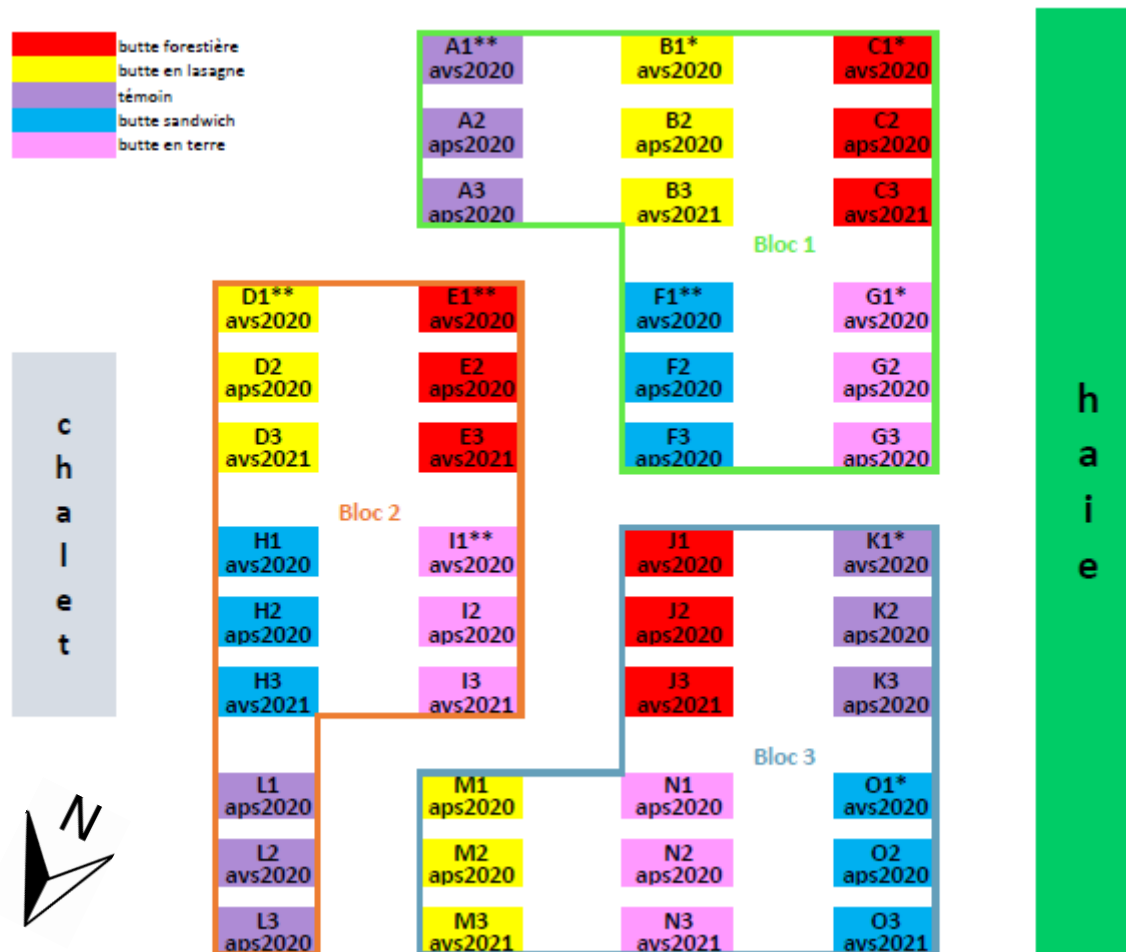 butte forestière
butte en lasagne
témoin
butte sandwich
butte en terre
A1**
avs2020
B1*
avs2020
C1*
avs2020
A2
aps2020
B2
aps2020
C2
aps2020
A3
aps2020
B3
avs2021
C3
avs2021
Bloc 1
D1**
avs2020
E1**
avs2020
F1**
avs2020
G1*
avs2020
D2
aps2020
E2
aps2020
F2
aps2020
G2
aps2020
D3
avs2021
E3
avs2021
F3
aps2020
G3
aps2020
chalet
haie
Bloc 2
H1
avs2020
I1**
avs2020
J1
avs2020
K1*
avs2020
H2
aps2020
I2
aps2020
J2
aps2020
K2
aps2020
H3
avs2021
I3
avs2021
J3
avs2021
K3
aps2020
Bloc 3
L1
aps2020
M1
aps2020
N1
aps2020
O1*
avs2020
L2
avs2020
M2
aps2020
N2
aps2020
O2
aps2020
L3
aps2020
M3
avs2021
N3
avs2021
O3
avs2021
N